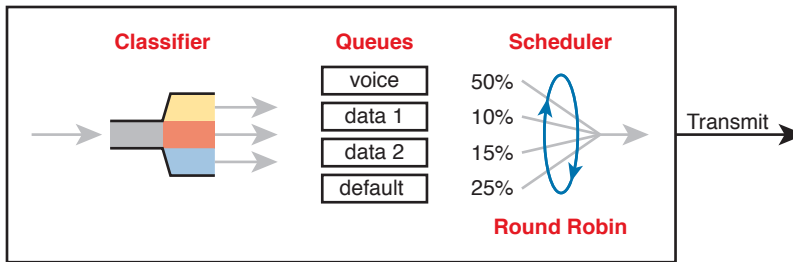 Classifier Queues Scheduler
voice 50%
data 1 10%
Transmit
data 2 15%
default 25%
Round Robin